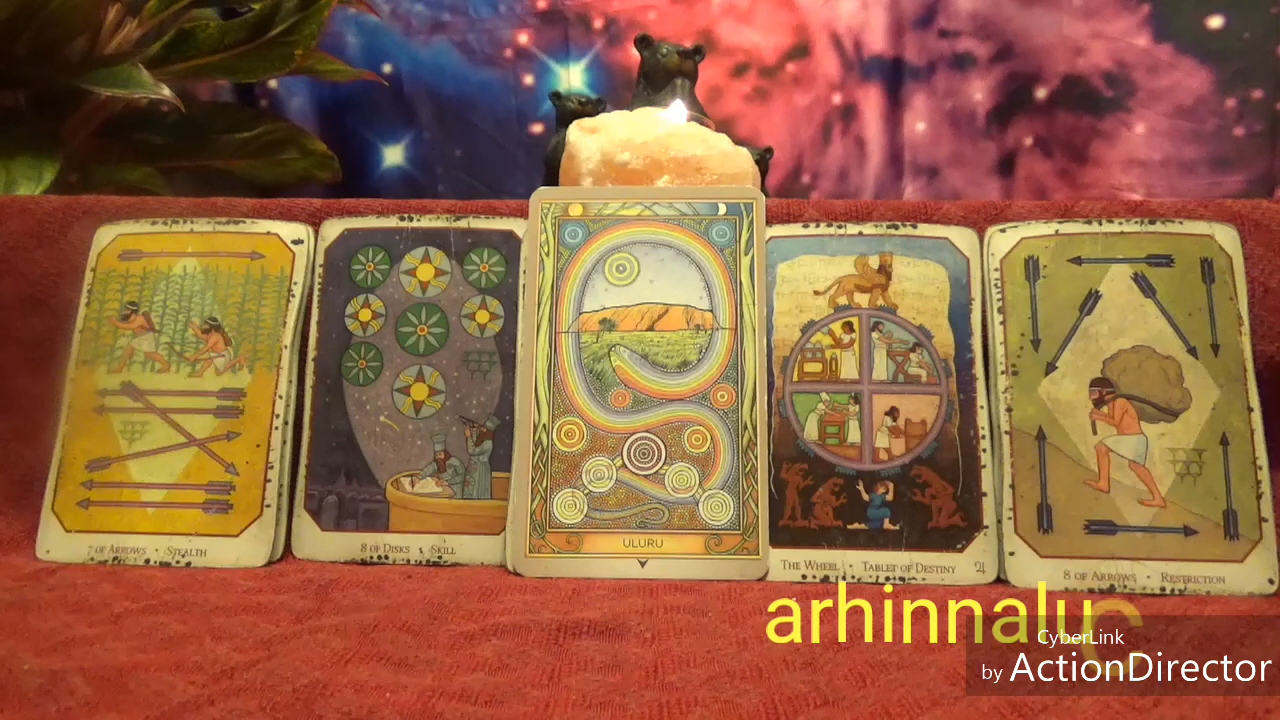 7 OF ARROWS • STEALTH
8 OF DISKS • SKILL
ULURU
THE WHEEL • TABLET OF DESTINY ♃
8 OF ARROWS • RESTRICTION
arhinnaluc
CyberLink
by ActionDirector